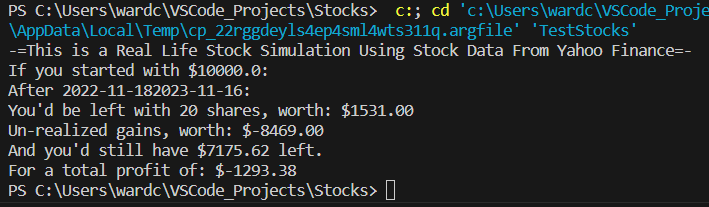 PS C:\Users\wardc\VSCode_Projects\Stocks>  c:; cd 'c:\Users\wardc\VSCode_Proje
\AppData\Local\Temp\cp_22rggdeyls4ep4sml4wts311q.argfile' 'TestStocks'
-=This is a Real Life Stock Simulation Using Stock Data From Yahoo Finance=-
If you started with $10000.0:
After 2022-11-182023-11-16:
You'd be left with 20 shares, worth: $1531.00
Un-realized gains, worth: $-8469.00
And you'd still have $7175.62 left.
For a total profit of: $-1293.38
PS C:\Users\wardc\VSCode_Projects\Stocks>